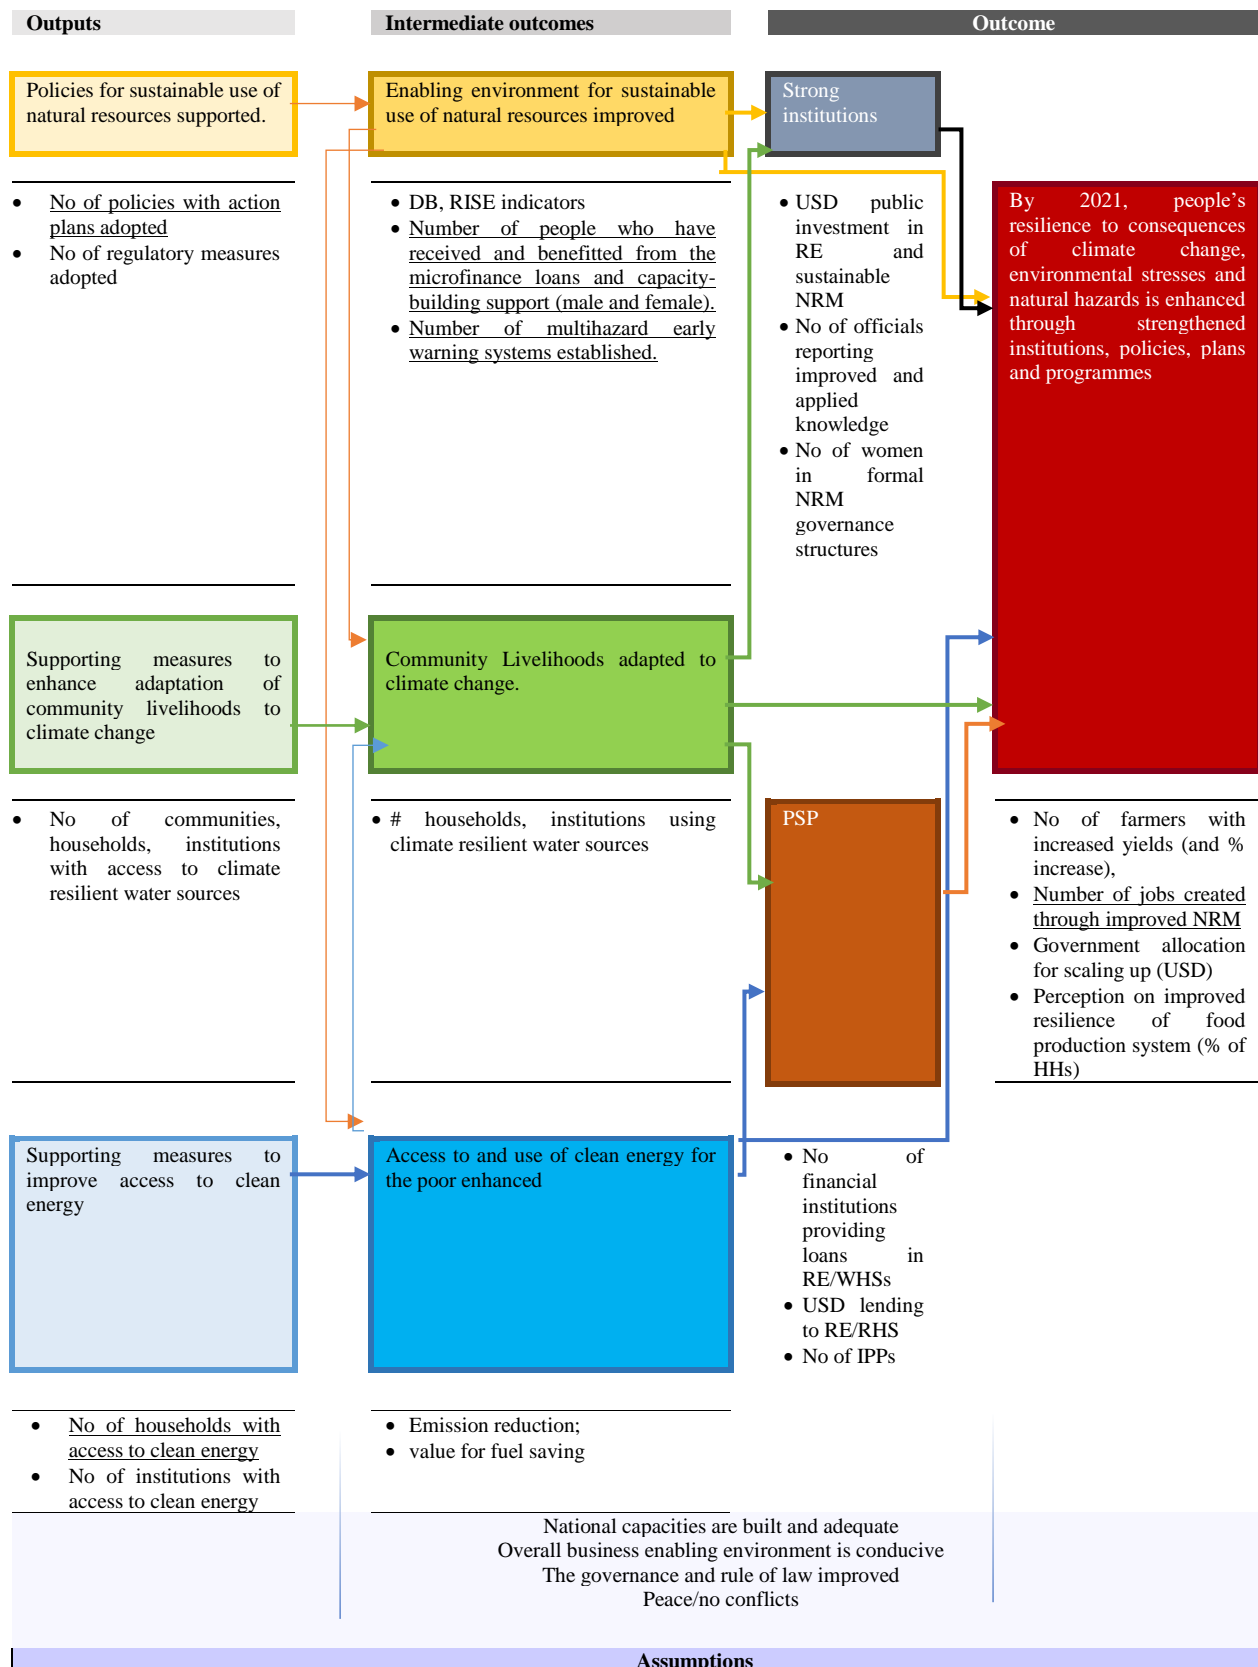 Outputs
Intermediate outcomes
Outcome
Policies for sustainable use of
natural resources supported.
Enabling environment for sustainable
use of natural resources improved
Strong
institutions
• No of policies with action
plans adopted
• No of regulatory measures
adopted
• DB, RISE indicators
• Number of people who have
received and benefitted from the
microfinance loans and capacity-
building support (male and female).
• Number of multihazard early
warning systems established.
• USD public
investment in
RE and
sustainable
NRM
• No of officials
reporting
improved and
applied
knowledge
• No of women
in formal
NRM
governance
structures
By 2021, people’s
resilience to consequences
of climate change,
environmental stresses and
natural hazards is enhanced
through strengthened
institutions, policies, plans
and programmes
Supporting measures to
enhance adaptation of
community livelihoods to
climate change
Community Livelihoods adapted to
climate change.
• No of communities,
households, institutions
with access to climate
resilient water sources
• # households, institutions using
climate resilient water sources
PSP
• No of farmers with
increased yields (and %
increase),
• Number of jobs created
through improved NRM
• Government allocation
for scaling up (USD)
• Perception on improved
resilience of food
production system (% of
HHs)
Supporting measures to
improve access to clean
energy
Access to and use of clean energy for
the poor enhanced
• No of
financial
institutions
providing
loans in
RE/WHSs
• USD lending
to RE/RHS
• No of IPPs
• No of households with
access to clean energy
• No of institutions with
access to clean energy
• Emission reduction;
• value for fuel saving
National capacities are built and adequate
Overall business enabling environment is conducive
The governance and rule of law improved
Peace/no conflicts
Assumptions